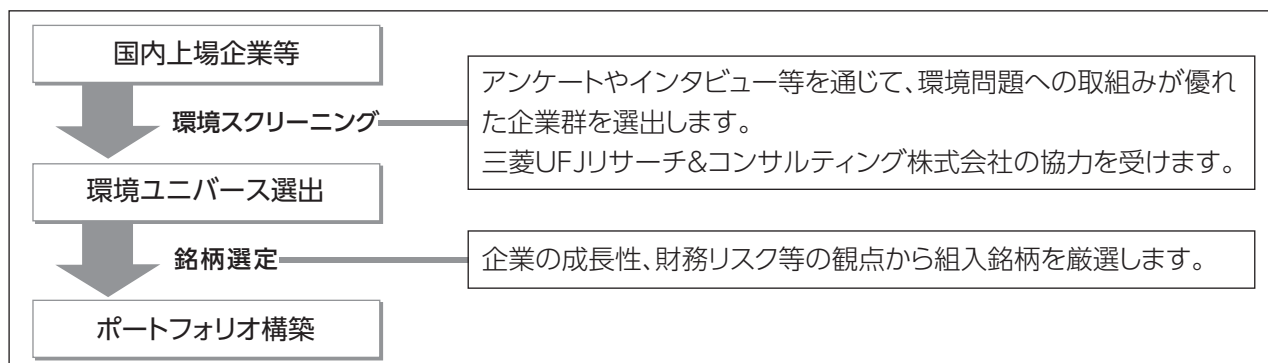 国内上場企業等
環境スクリーニング
アンケートやインタビュー等を通じて、環境問題への取組みが優れ
た企業群を選出します。
三菱UFJリサーチ&コンサルティング株式会社の協力を受けます。
環境ユニバース選出
銘柄選定
企業の成長性、財務リスク等の観点から組入銘柄を厳選します。
ポートフォリオ構築